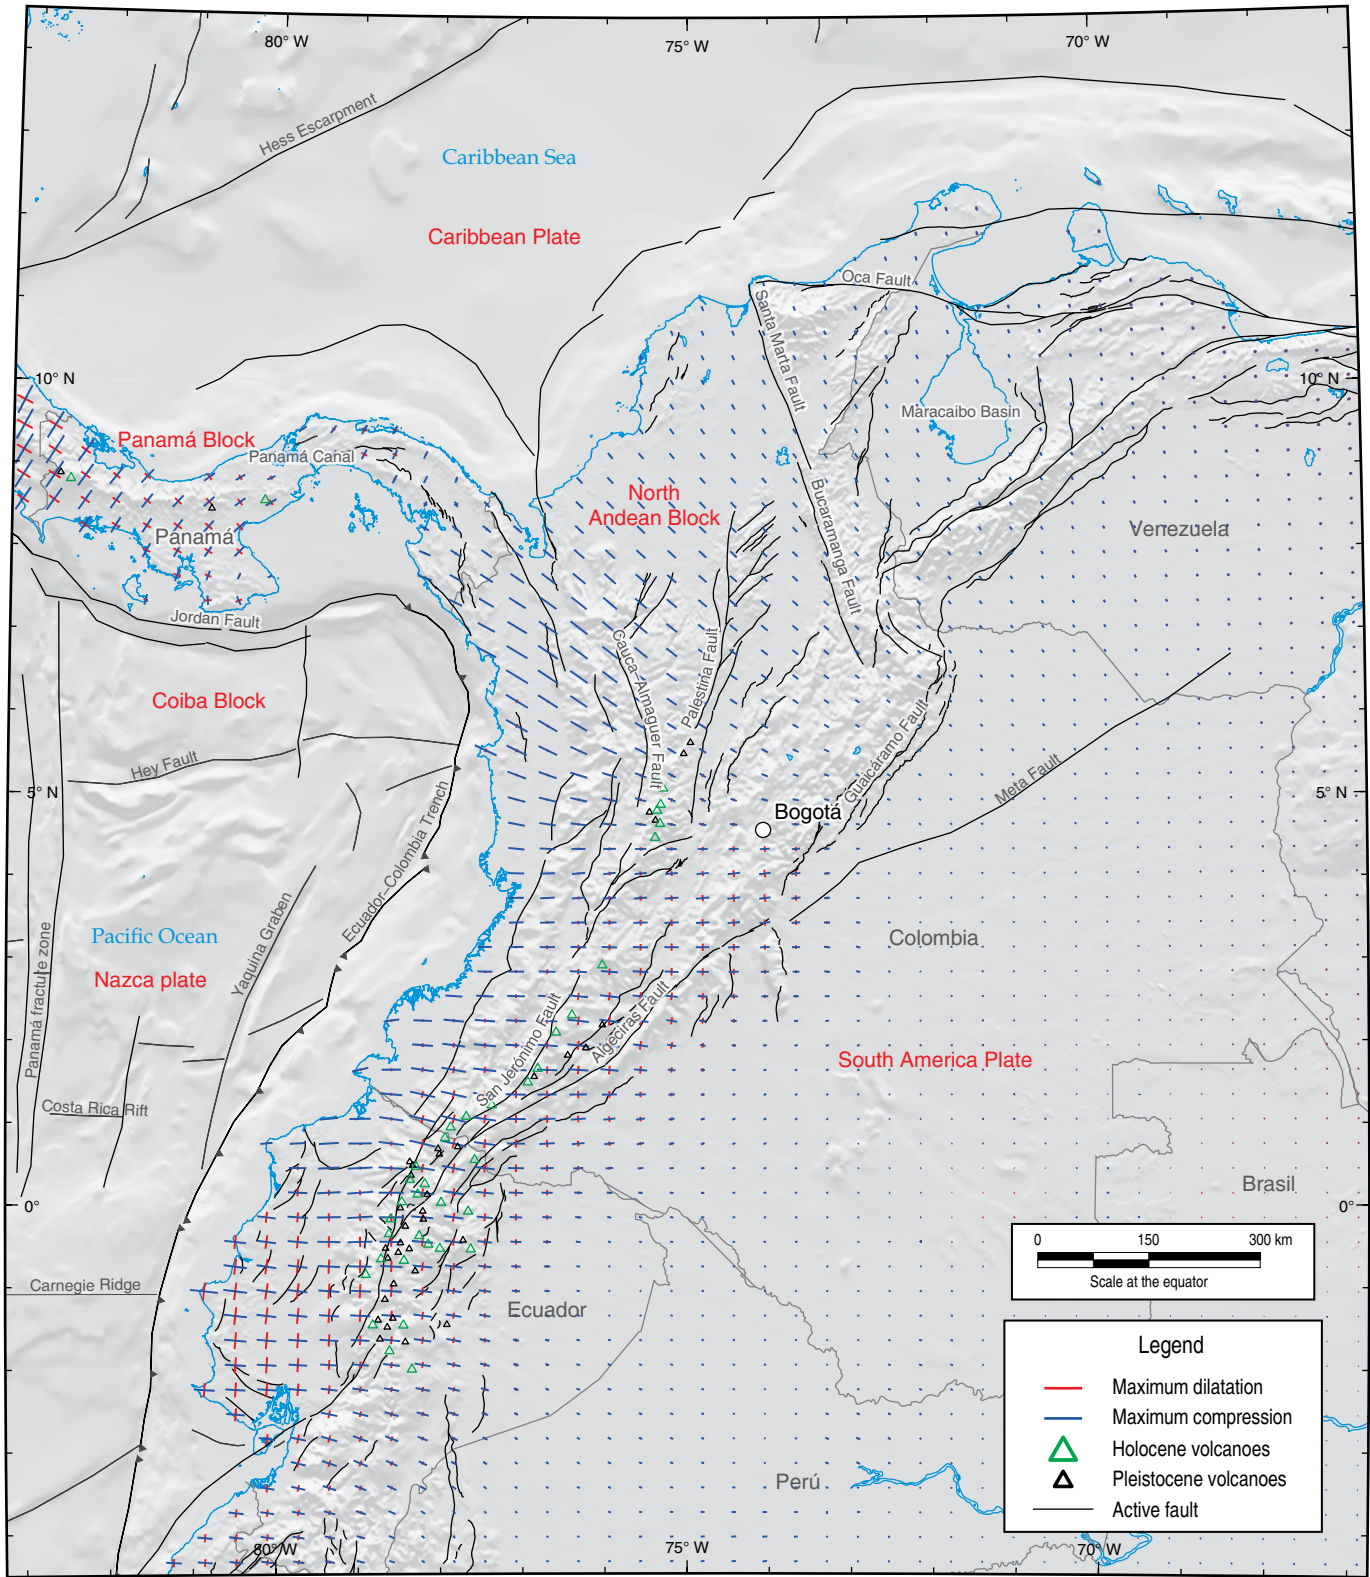 80° W
75° W
70° W
Hess Escarpment
Caribbean Sea
Caribbean Plate
Oca Fault
Santa Marta Fault
10° N
10° N
Maracaibo Basin
Panamá Block
Panamá Canal
North
Andean Block
Bucaramanga Fault
Venezuela
Panamá
Jordan Fault
Cauca–Almaguer Fault
Palestina Fault
Coiba Block
Guaicáramo Fault
Hey Fault
Meta Fault
5° N
5° N
Bogotá
Ecuador–Colombia Trench
Yaquina Graben
Pacific Ocean
Nazca plate
Panamá fracture zone
Colombia
San Jerónimo Fault
Algeciras Fault
South America Plate
Costa Rica Rift
Brasil
0°
0°
0 150 300 km
Scale at the equator
Carnegie Ridge
Ecuador
Legend
Maximum dilatation
Maximum compression
Holocene volcanoes
Pleistocene volcanoes
Active fault
Perú
80° W
75° W
70° W